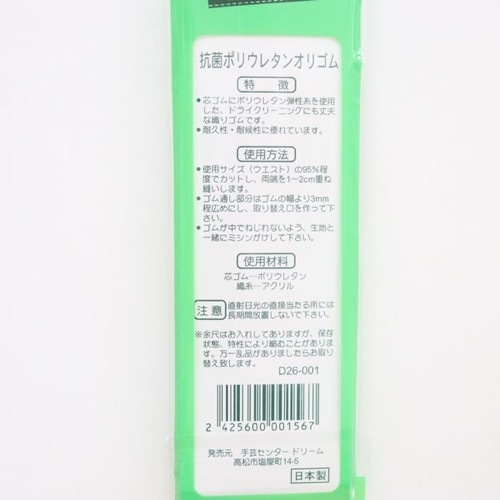 抗菌ポリウレタンオリゴム
特 徴
●芯ゴムにポリウレタン弾性糸を使用
した、ドライクリーニングにも丈夫
な織りゴムです。
●耐久性・耐候性に優れています。
使用方法
●使用サイズ（ウエスト）の95%程
度でカットし、両端を1～2cm重ね
縫いします。
●ゴム通し部分はゴムの幅より3mm
程広めにし、取り替え口を作って下
さい。
●ゴムが中でねじれないよう、生地と
一緒にミシンがけして下さい。
使用材料
芯ゴム…ポリウレタン
織糸…アクリル
注 意
直射日光の直接当たる所には
長期間放置しないで下さい。
※余尺はお入れしてありますが、保存
状態、特性により縮むことがありま
す。万一乱品がありましたらお取り
替え致します。
D26-001
2 425600 001567
発売元 手芸センタードリーム
高松市塩屋町14-5
日本製